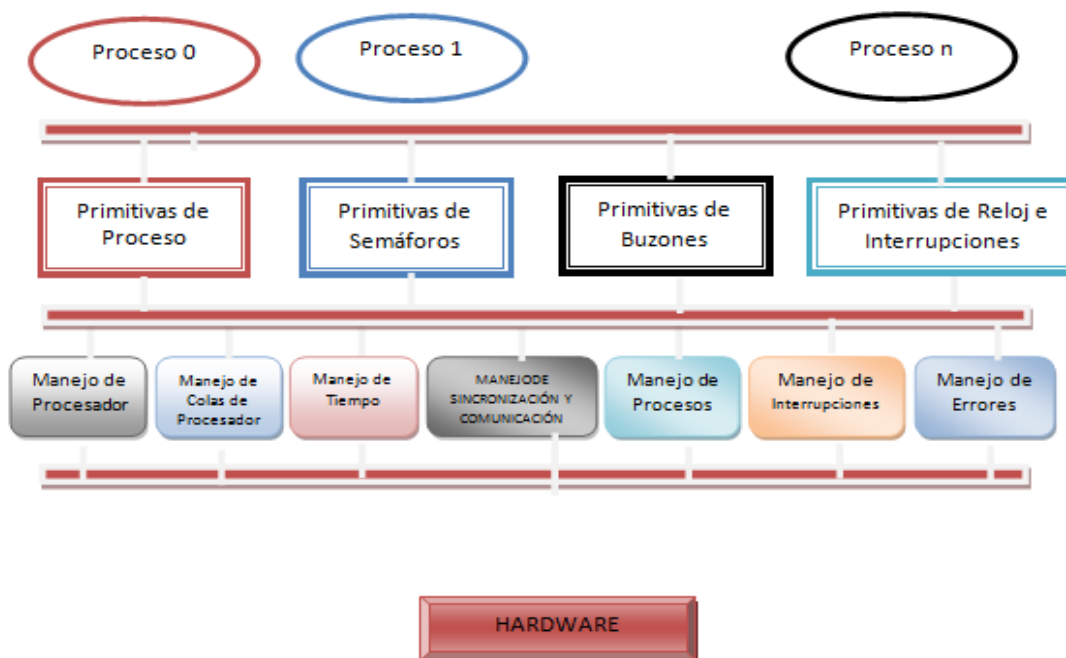 Proceso 0
Proceso 1
Proceso n
Primitivas de
Proceso
Primitivas de
Semáforos
Primitivas de
Buzones
Primitivas de Reloj e
Interrupciones
Manejo de
Procesador
Manejo de
Colas de
Procesador
Manejo de
Tiempo
MANEJODE
SINCRONIZACIÓN Y
COMUNICACIÓN
Manejo de
Procesos
Manejo de
Interrupciones
Manejo de
Errores
HARDWARE